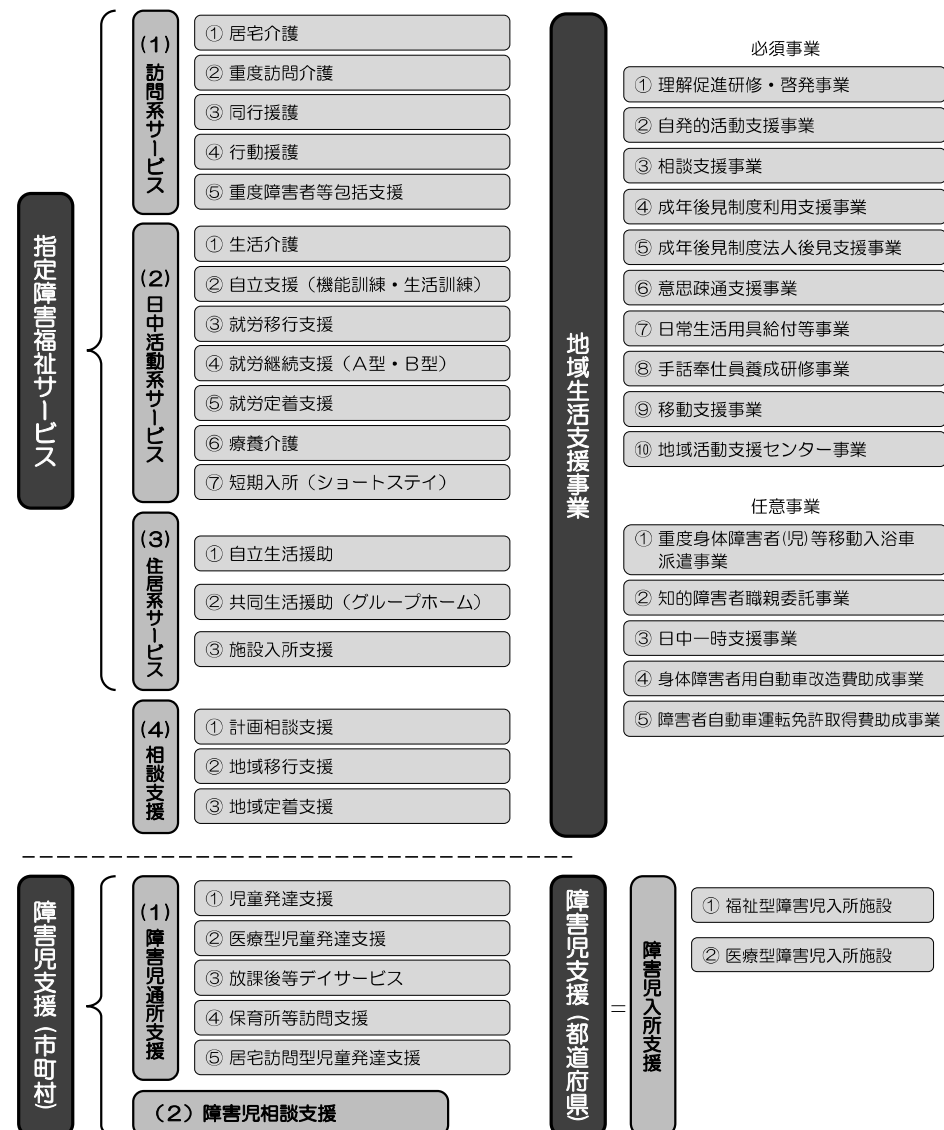 指定障害福祉サービス
(1)訪問系サービス
① 居宅介護
② 重度訪問介護
③ 同行援護
④ 行動援護
⑤ 重度障害者等包括支援
(2)日中活動系サービス
① 生活介護
② 自立支援（機能訓練・生活訓練）
③ 就労移行支援
④ 就労継続支援（A型・B型）
⑤ 就労定着支援
⑥ 療養介護
⑦ 短期入所（ショートステイ）
(3)住居系サービス
① 自立生活援助
② 共同生活援助（グループホーム）
③ 施設入所支援
(4)相談支援
① 計画相談支援
② 地域移行支援
③ 地域定着支援
地域生活支援事業
必須事業
① 理解促進研修・啓発事業
② 自発的活動支援事業
③ 相談支援事業
④ 成年後見制度利用支援事業
⑤ 成年後見制度法人後見支援事業
⑥ 意思疎通支援事業
⑦ 日常生活用具給付等事業
⑧ 手話奉仕員養成研修事業
⑨ 移動支援事業
⑩ 地域活動支援センター事業
任意事業
① 重度身体障害者(児)等移動入浴車
派遣事業
② 知的障害者職親委託事業
③ 日中一時支援事業
④ 身体障害者用自動車改造費助成事業
⑤ 障害者自動車運転免許取得費助成事業
障害児支援（市町村）
(1)障害児通所支援
① 児童発達支援
② 医療型児童発達支援
③ 放課後等デイサービス
④ 保育所等訪問支援
⑤ 居宅訪問型児童発達支援
（2）障害児相談支援
障害児支援（都道府県）
＝
障害児入所支援
① 福祉型障害児入所施設
② 医療型障害児入所施設